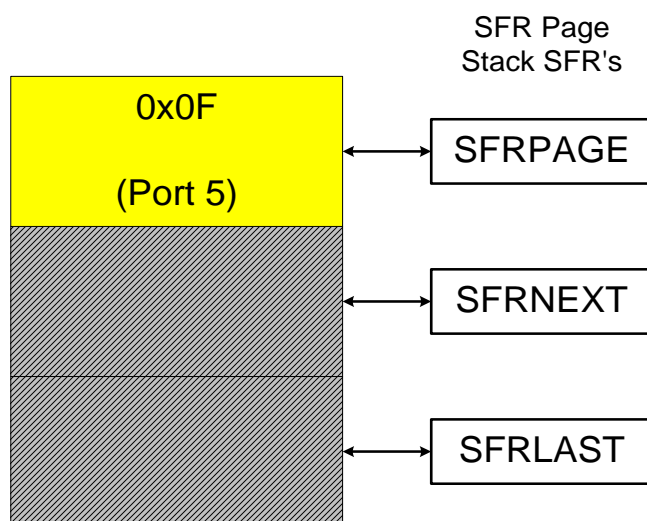 SFR Page
Stack SFR's
0x0F
SFRPAGE
(Port 5)
SFRNEXT
SFRLAST